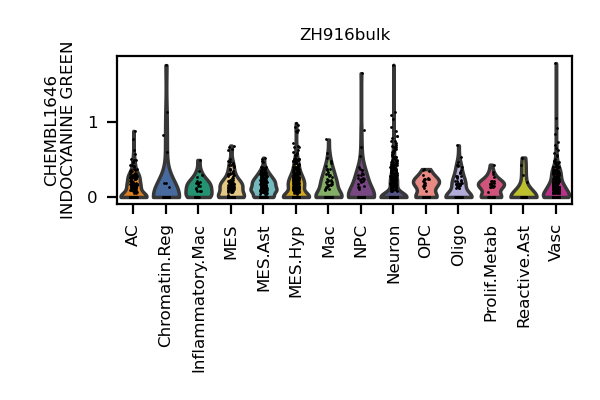 ZH916bulk
CHEMBL1646
INDOCYANINE GREEN
1
0
AC
Chromatin.Reg
Inflammatory.Mac
MES
MES.Ast
MES.Hyp
Mac
NPC
Neuron
OPC
Oligo
Prolif.Metab
Reactive.Ast
Vasc